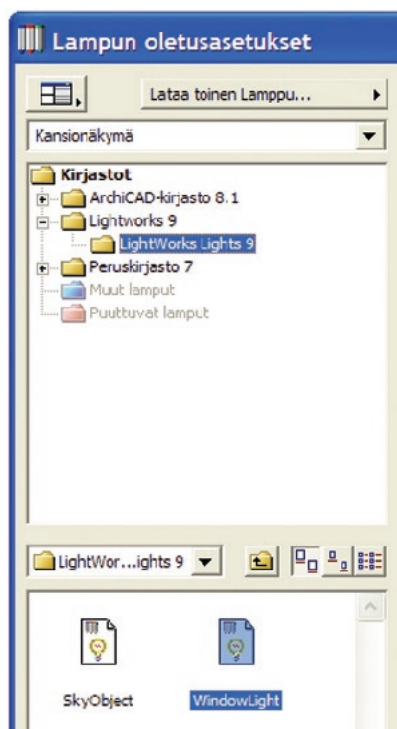 Lampun oletusasetukset
Lataa toinen Lamppu...
Kansionäkymä
Kirjastot
ArchiCAD-kirjasto 8.1
Lightworks 9
LightWorks Lights 9
Peruskirjasto 7
Muut lamput
Puuttuvat lamput
LightWor...ights 9
SkyObject WindowLight